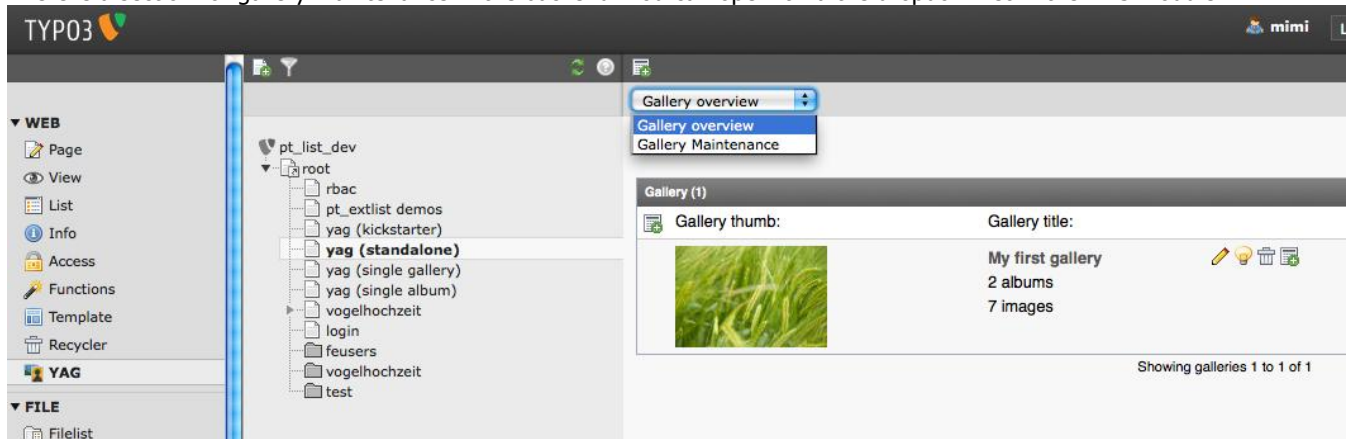 TYPO3
mimi
Gallery overview
Gallery overview
Gallery Maintenance
WEB
Page
View
List
Info
Access
Functions
Template
Recycler
YAG
FILE
Filelist
pt_list_dev
root
rbac
pt_extlist demos
yag (kickstarter)
yag (standalone)
yag (single gallery)
yag (single album)
vogelhochzeit
login
feusers
vogelhochzeit
test
Gallery (1)
Gallery thumb:
Gallery title:
My first gallery
2 albums
7 images
Showing galleries 1 to 1 of 1